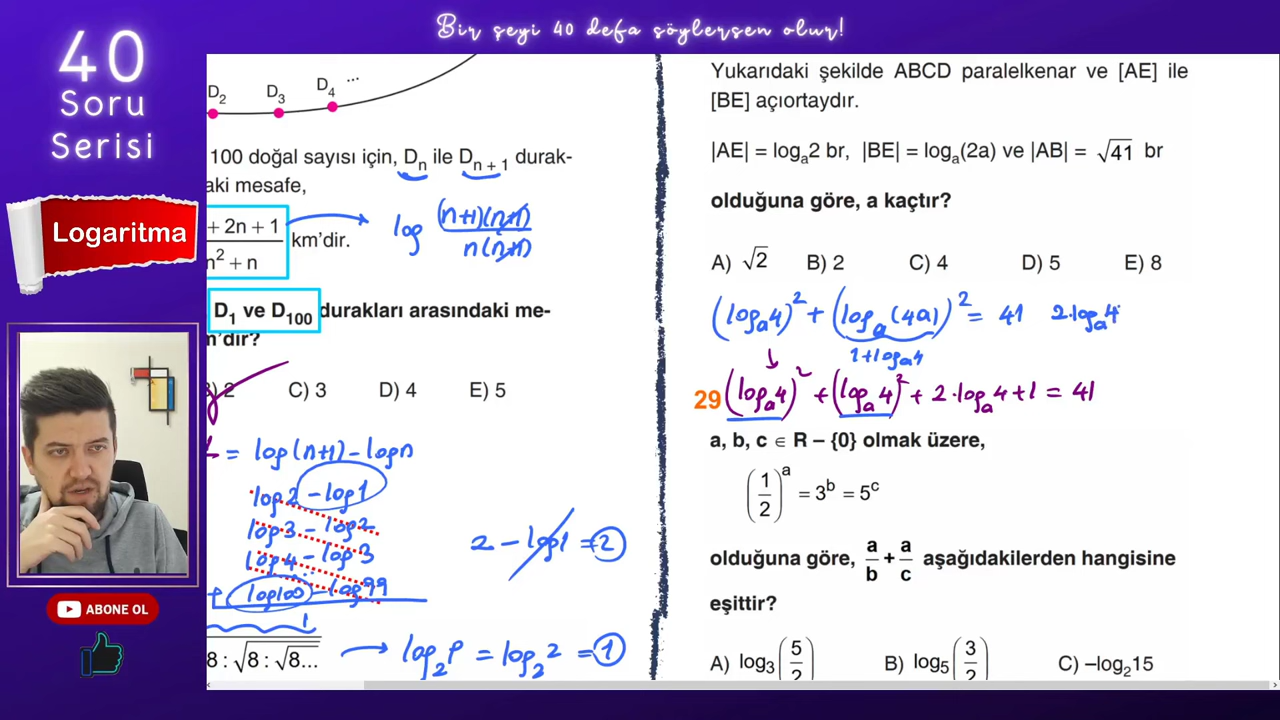 Bir şeyi 40 defa söylersen olur!
40
Soru
Serisi
Logaritma
ABONE OL
D2 D3 D4 ...
100 doğal sayısı için, Dn ile Dn + 1 durak-
aki mesafe,
+ 2n + 1
n² + n
km'dir.
log (n+1)(n+1)
n(n+1)
D1 ve D100 durakları arasındaki me-
m'dir?
B) 2 C) 3 D) 4 E) 5
= log(n+1) - logn
log2 - log1
log3 - log2
log4 - log3
log100 - log99
2 - log1 = 2
8 : √8 : √8... → log₂P = log₂2 = 1
Yukarıdaki şekilde ABCD paralelkenar ve [AE] ile
[BE] açıortaydır.
|AE| = logₐ2 br, |BE| = logₐ(2a) ve |AB| = √41 br
olduğuna göre, a kaçtır?
A) √2 B) 2 C) 4 D) 5 E) 8
(logₐ4)² + (logₐ(4a))² = 41 2·logₐ4
1+logₐ4
29 (logₐ4)² + (logₐ4)² + 2·logₐ4 + 1 = 41
a, b, c ∈ R – {0} olmak üzere,
(1/2)ᵃ = 3ᵇ = 5ᶜ
olduğuna göre, a/b + a/c aşağıdakilerden hangisine
eşittir?
A) log₃(5/2) B) log₅(3/2) C) –log₂15